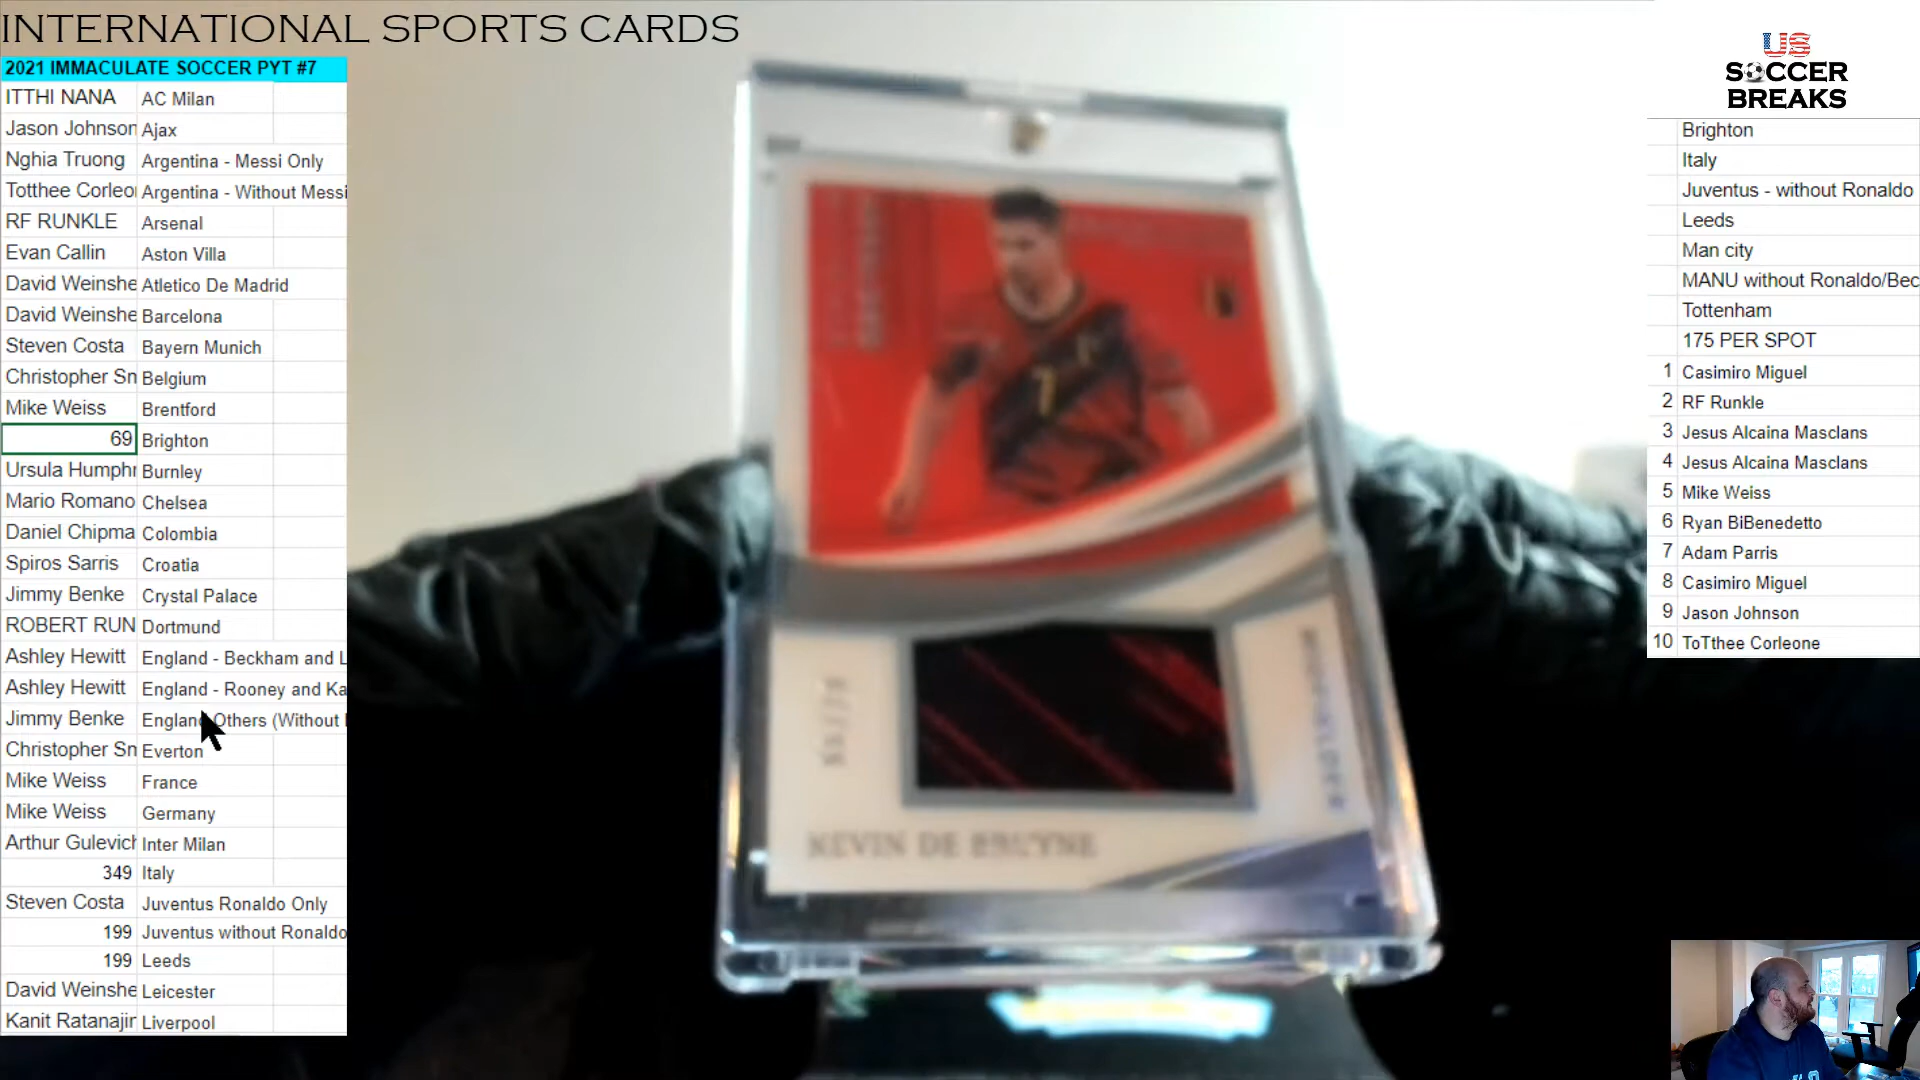 INTERNATIONAL SPORTS CARDS
2021 IMMACULATE SOCCER PYT #7
ITTHI NANA AC Milan
Jason Johnson Ajax
Nghia Truong Argentina - Messi Only
Totthee Corleo Argentina - Without Messi
RF RUNKLE Arsenal
Evan Callin Aston Villa
David Weinshe Atletico De Madrid
David Weinshe Barcelona
Steven Costa Bayern Munich
Christopher Sn Belgium
Mike Weiss Brentford
69 Brighton
Ursula Humphr Burnley
Mario Romano Chelsea
Daniel Chipma Colombia
Spiros Sarris Croatia
Jimmy Benke Crystal Palace
ROBERT RUN Dortmund
Ashley Hewitt England - Beckham and L
Ashley Hewitt England - Rooney and Ka
Jimmy Benke England Others (Without
Christopher Sn Everton
Mike Weiss France
Mike Weiss Germany
Arthur Gulevich Inter Milan
349 Italy
Steven Costa Juventus Ronaldo Only
199 Juventus without Ronaldo
199 Leeds
David Weinshe Leicester
Kanit Ratanajir Liverpool
7
KEVIN DE BRUYNE
US
SOCCER
BREAKS
Brighton
Italy
Juventus - without Ronaldo
Leeds
Man city
MANU without Ronaldo/Bec
Tottenham
175 PER SPOT
1 Casimiro Miguel
2 RF Runkle
3 Jesus Alcaina Masclans
4 Jesus Alcaina Masclans
5 Mike Weiss
6 Ryan BiBenedetto
7 Adam Parris
8 Casimiro Miguel
9 Jason Johnson
10 ToTthee Corleone